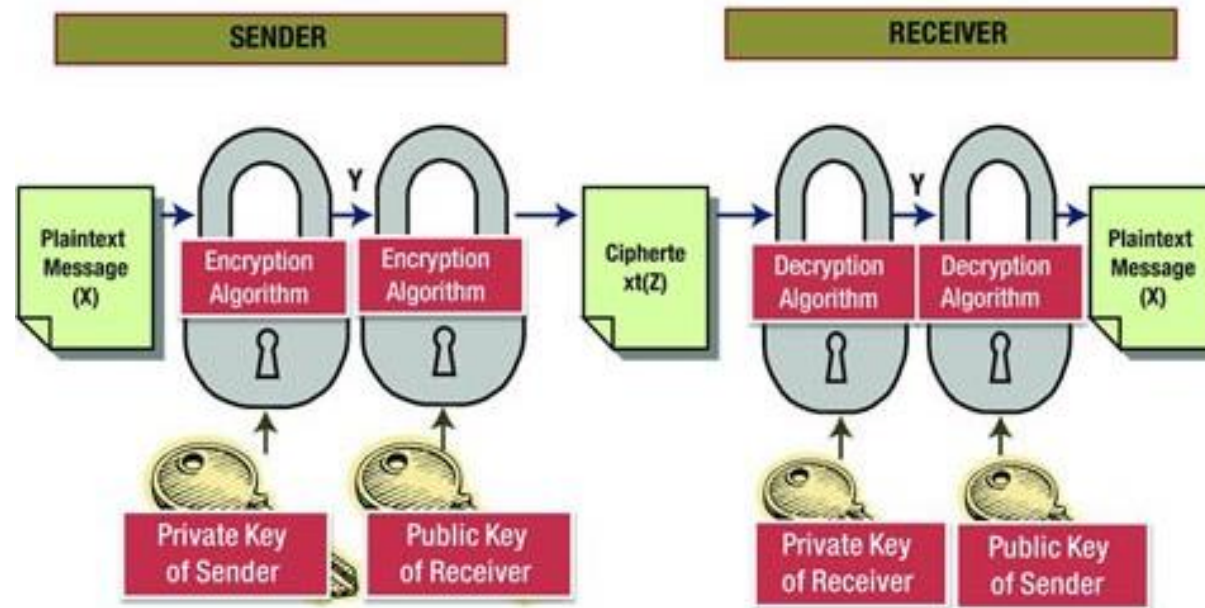 SENDER
RECEIVER
Plaintext
Message
(X)
Encryption
Algorithm
Y
Encryption
Algorithm
Cipherte
xt(Z)
Decryption
Algorithm
Y
Decryption
Algorithm
Plaintext
Message
(X)
Private Key
of Sender
Public Key
of Receiver
Private Key
of Receiver
Public Key
of Sender